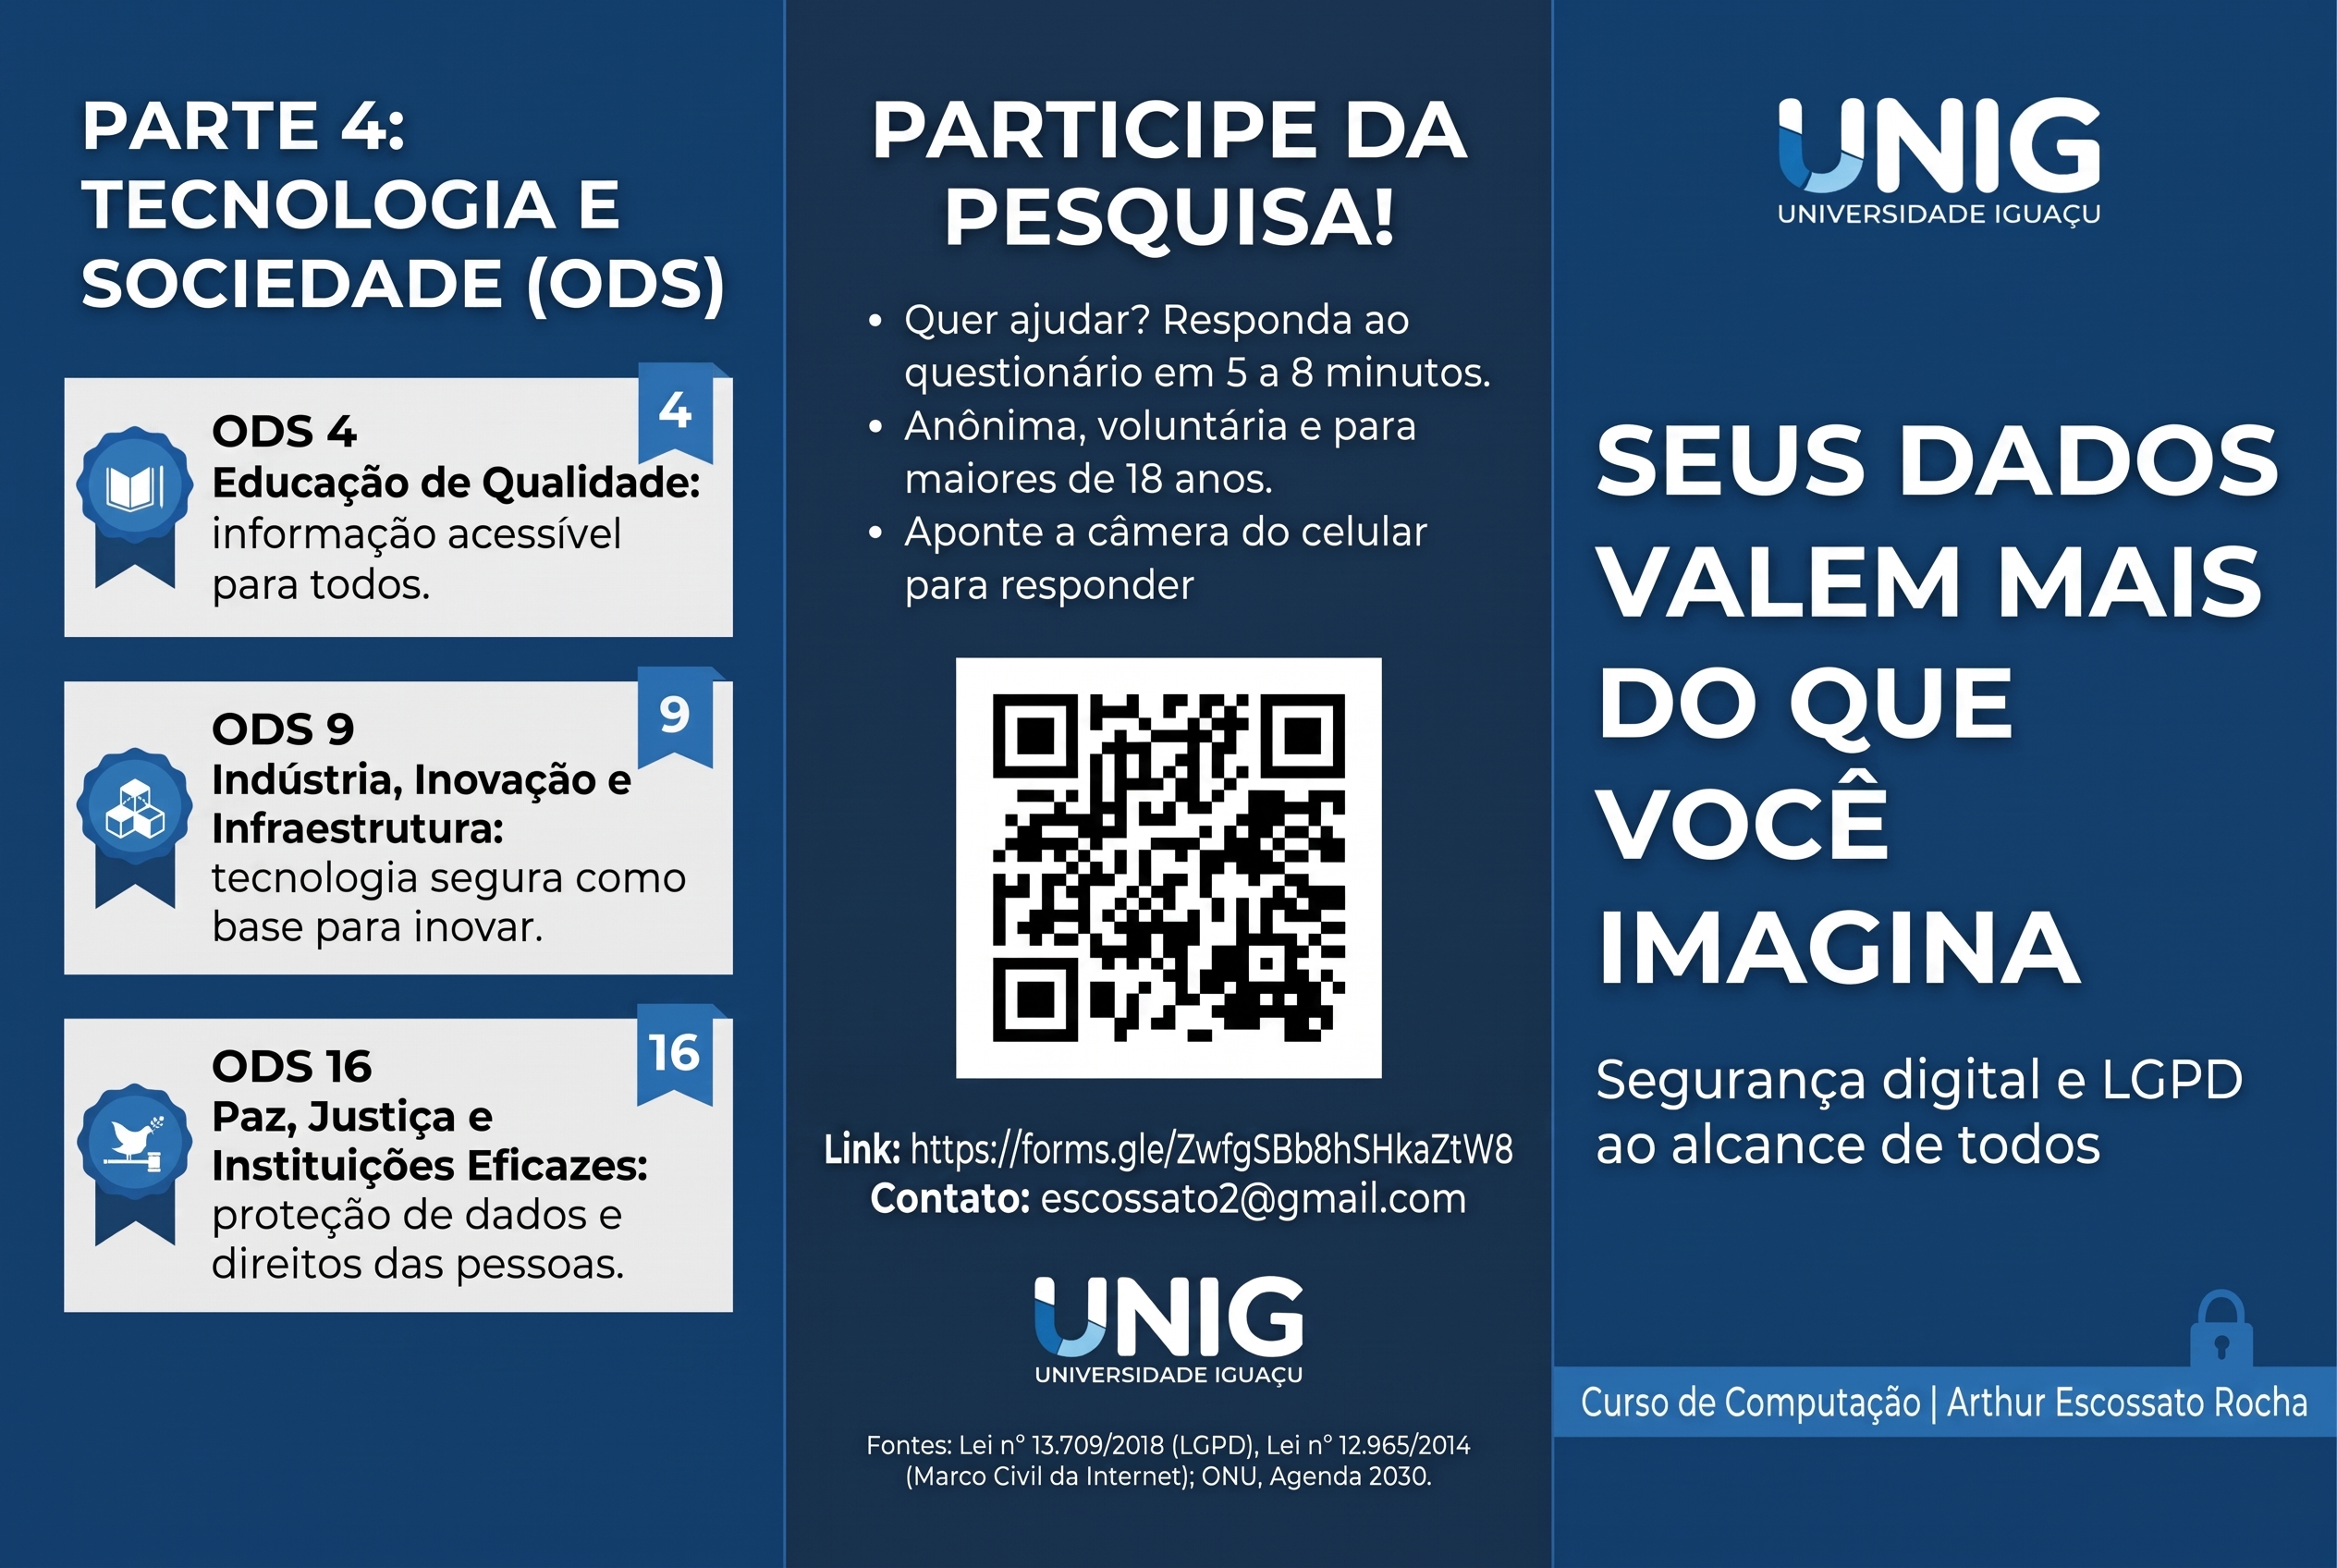 PARTE 4:
TECNOLOGIA E
SOCIEDADE (ODS)
4
ODS 4
Educação de Qualidade:
informação acessível
para todos.
9
ODS 9
Indústria, Inovação e
Infraestrutura:
tecnologia segura como
base para inovar.
16
ODS 16
Paz, Justiça e
Instituições Eficazes:
proteção de dados e
direitos das pessoas.
PARTICIPE DA
PESQUISA!
• Quer ajudar? Responda ao
questionário em 5 a 8 minutos.
• Anônima, voluntária e para
maiores de 18 anos.
• Aponte a câmera do celular
para responder
Link: https://forms.gle/ZwfgSBb8hSHkaZtW8
Contato: escossato2@gmail.com
UNIG
UNIVERSIDADE IGUAÇU
Fontes: Lei nº 13.709/2018 (LGPD), Lei nº 12.965/2014
(Marco Civil da Internet); ONU, Agenda 2030.
UNIG
UNIVERSIDADE IGUAÇU
SEUS DADOS
VALEM MAIS
DO QUE
VOCÊ
IMAGINA
Segurança digital e LGPD
ao alcance de todos
Curso de Computação | Arthur Escossato Rocha